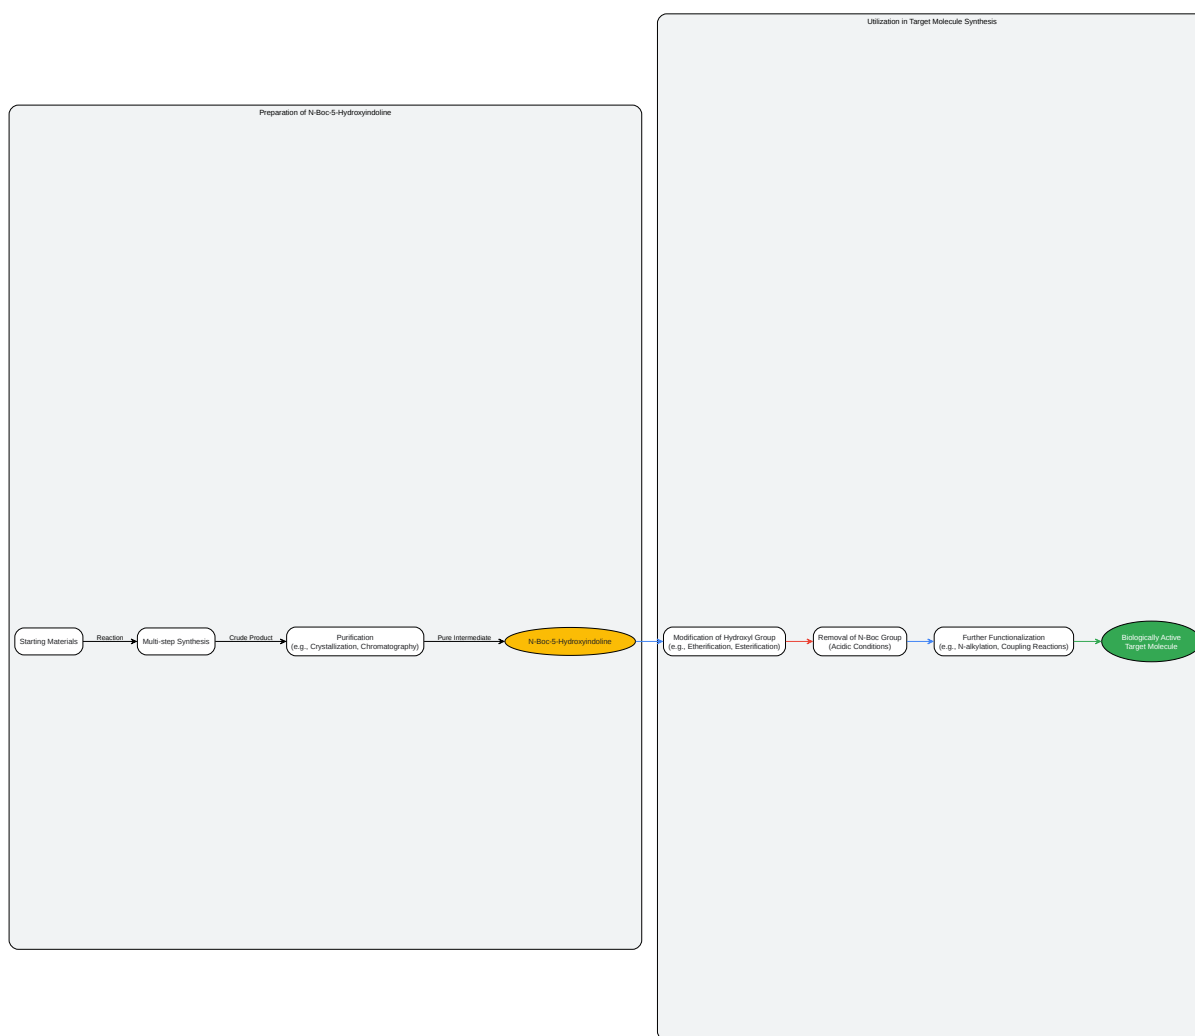 Utilization in Target Molecule Synthesis
Preparation of N-Boc-5-Hydroxyindoline
Starting Materials
Reaction
Multi-step Synthesis
Crude Product
Purification
(e.g., Crystallization, Chromatography)
Pure Intermediate
N-Boc-5-Hydroxyindoline
Modification of Hydroxyl Group
(e.g., Etherification, Esterification)
Removal of N-Boc Group
(Acidic Conditions)
Further Functionalization
(e.g., N-alkylation, Coupling Reactions)
Biologically Active
Target Molecule